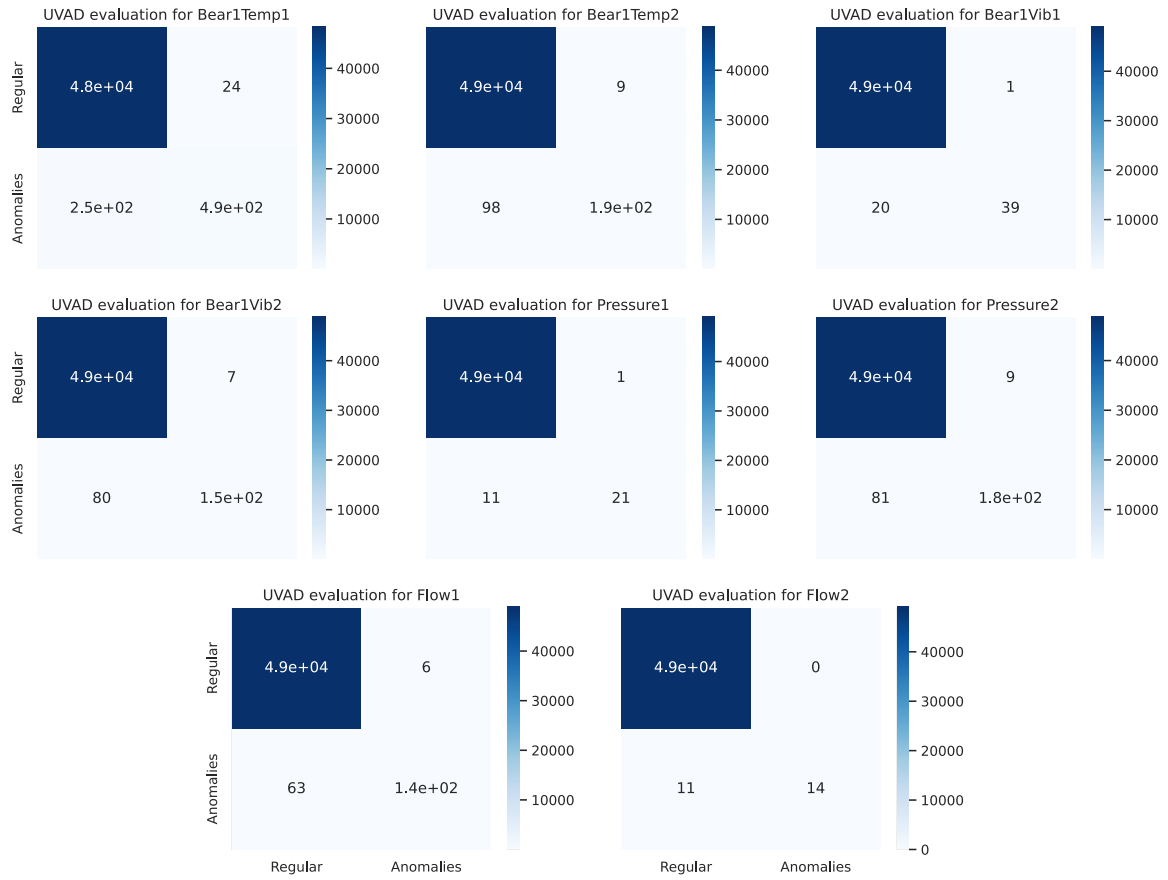 UVAD evaluation for Bear1Temp1
Regular
4.8e+04
24
Anomalies
2.5e+02
4.9e+02
40000
30000
20000
10000
UVAD evaluation for Bear1Temp2
4.9e+04
9
98
1.9e+02
40000
30000
20000
10000
UVAD evaluation for Bear1Vib1
4.9e+04
1
20
39
40000
30000
20000
10000
UVAD evaluation for Bear1Vib2
Regular
4.9e+04
7
Anomalies
80
1.5e+02
40000
30000
20000
10000
UVAD evaluation for Pressure1
4.9e+04
1
11
21
40000
30000
20000
10000
UVAD evaluation for Pressure2
4.9e+04
9
81
1.8e+02
40000
30000
20000
10000
UVAD evaluation for Flow1
Regular
4.9e+04
6
Anomalies
63
1.4e+02
Regular
Anomalies
40000
30000
20000
10000
UVAD evaluation for Flow2
4.9e+04
0
11
14
Regular
Anomalies
40000
30000
20000
10000
0